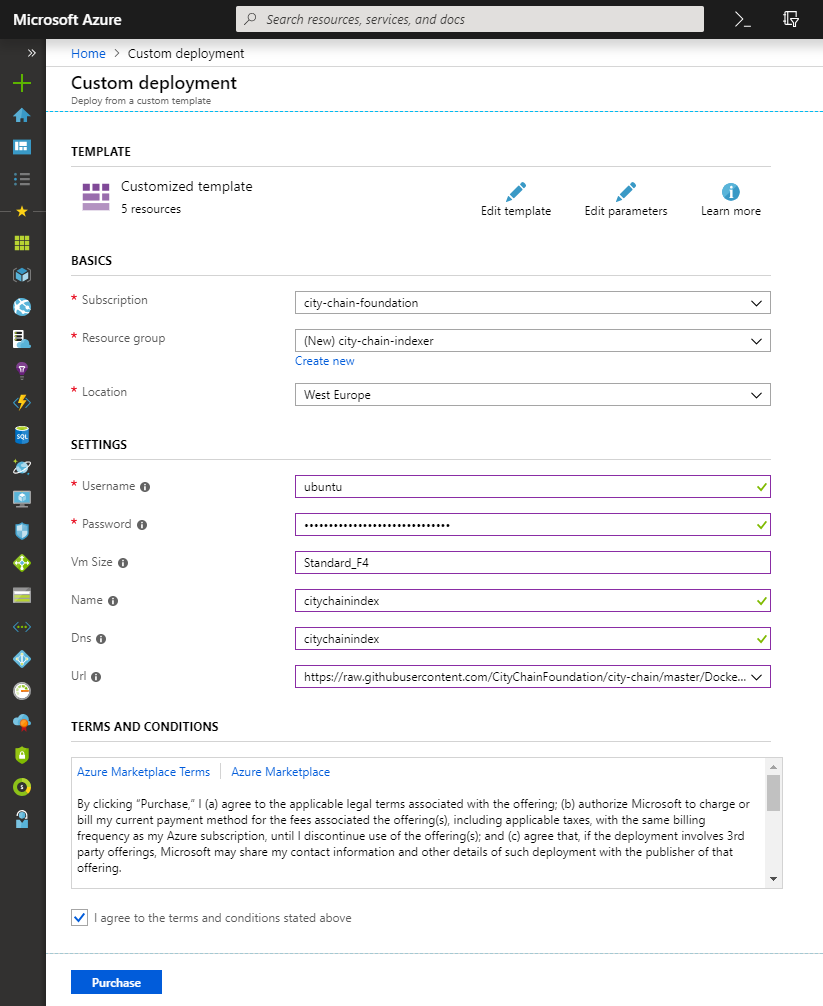 Microsoft Azure
Search resources, services, and docs
Home > Custom deployment
Custom deployment
Deploy from a custom template
TEMPLATE
Customized template
5 resources
Edit template
Edit parameters
Learn more
BASICS
* Subscription
city-chain-foundation
* Resource group
(New) city-chain-indexer
Create new
* Location
West Europe
SETTINGS
* Username
ubuntu
* Password
••••••••••••••••••••••••••••••
Vm Size
Standard_F4
Name
citychainindex
Dns
citychainindex
Url
https://raw.githubusercontent.com/CityChainFoundation/city-chain/master/Docke...
TERMS AND CONDITIONS
Azure Marketplace Terms | Azure Marketplace
By clicking “Purchase,” I (a) agree to the applicable legal terms associated with the offering; (b) authorize Microsoft to charge or
bill my current payment method for the fees associated the offering(s), including applicable taxes, with the same billing
frequency as my Azure subscription, until I discontinue use of the offering(s); and (c) agree that, if the deployment involves 3rd
party offerings, Microsoft may share my contact information and other details of such deployment with the publisher of that
offering.
I agree to the terms and conditions stated above
Purchase